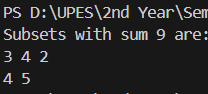 PS D:\UPES\2nd Year\Sem
Subsets with sum 9 are:
3 4 2
4 5